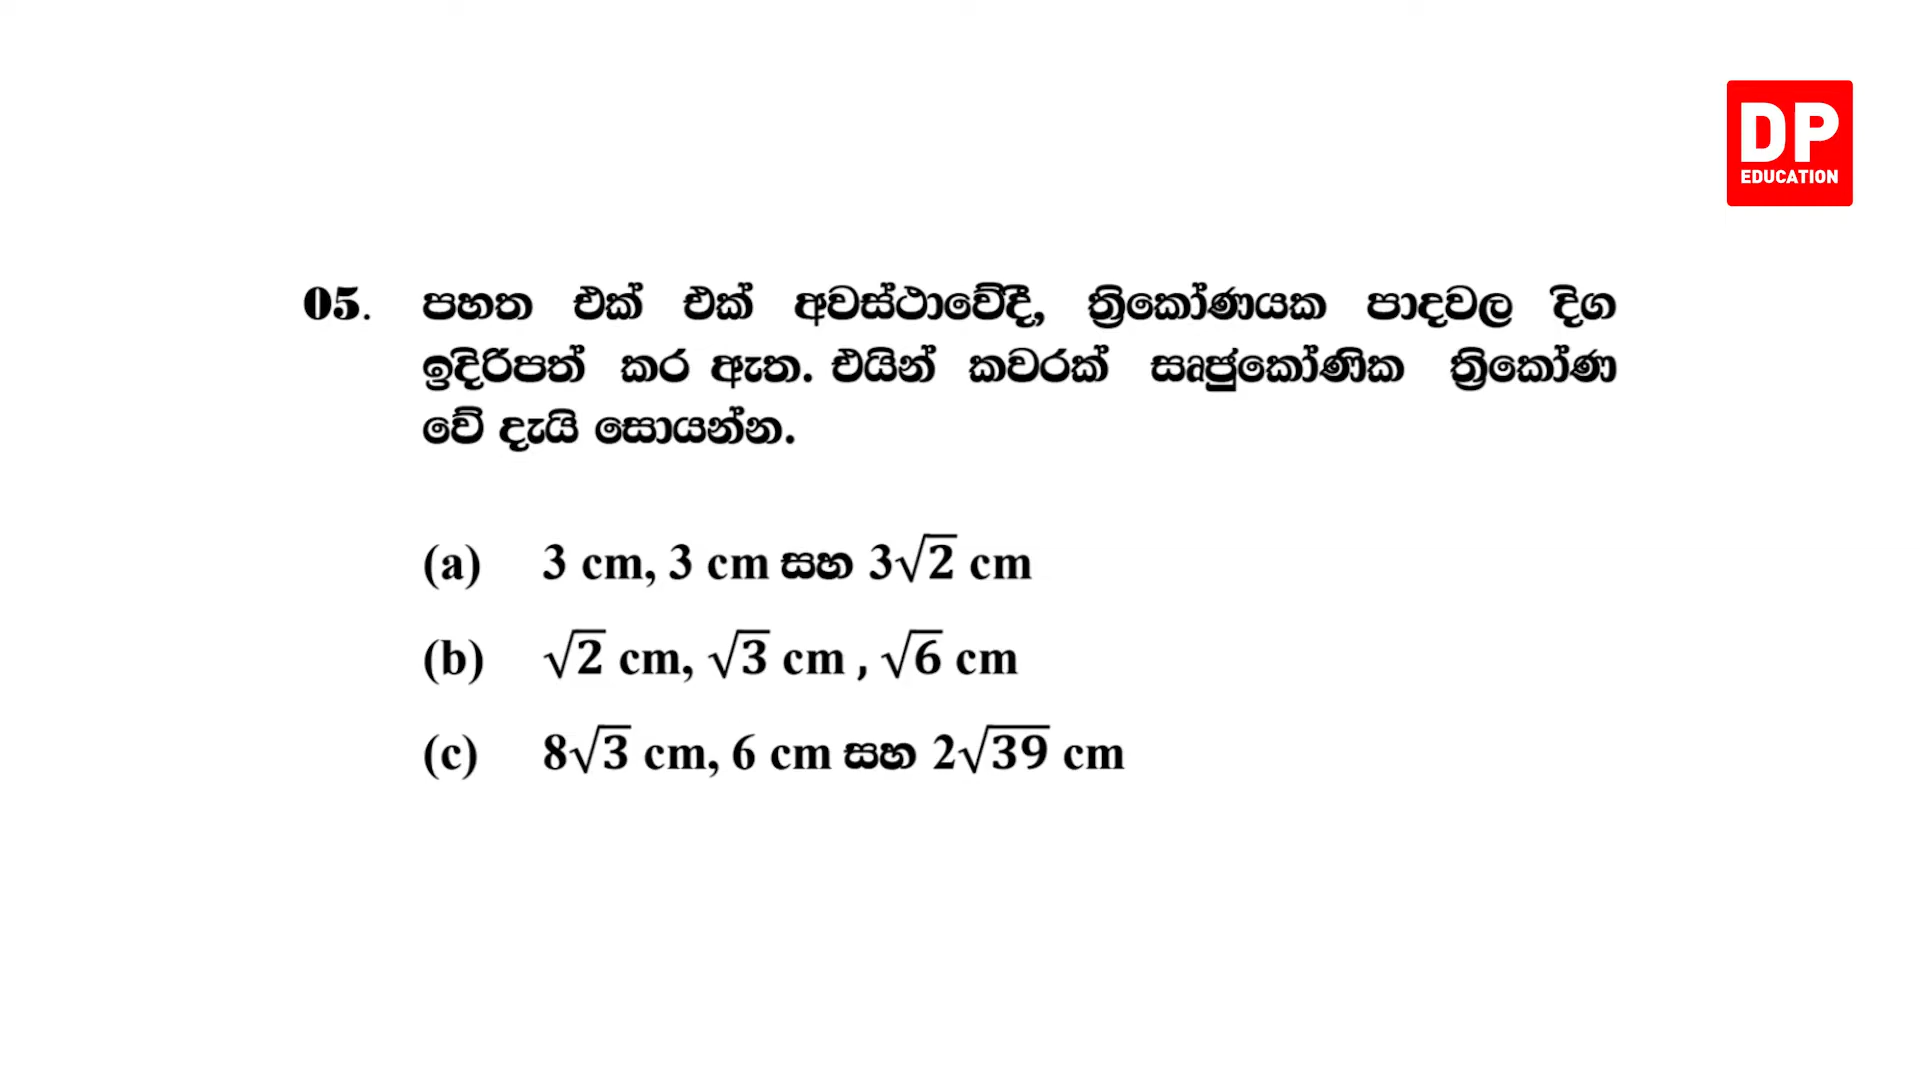 DP
EDUCATION
05. පහත එක් එක් අවස්ථාවේදී, ත්‍රිකෝණයක පාදවල දිග
ඉදිරිපත් කර ඇත. එයින් කවරක් සෘජුකෝණික ත්‍රිකෝණ
වේ දැයි සොයන්න.
(a) 3 cm, 3 cm සහ 3√2 cm
(b) √2 cm, √3 cm , √6 cm
(c) 8√3 cm, 6 cm සහ 2√39 cm